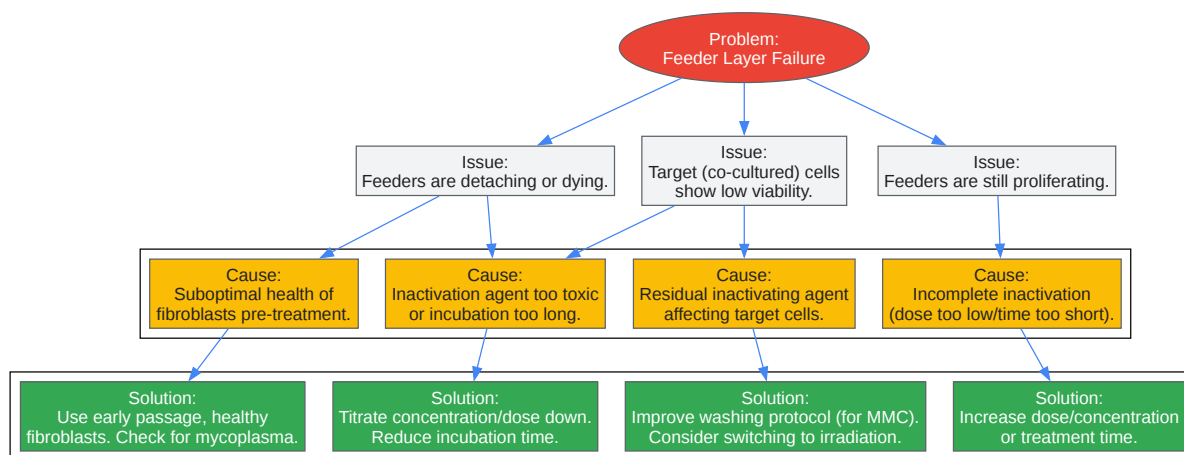 Problem:
Feeder Layer Failure
Issue:
Feeders are detaching or dying.
Issue:
Target (co-cultured) cells
show low viability.
Issue:
Feeders are still proliferating.
Cause:
Suboptimal health of
fibroblasts pre-treatment.
Cause:
Inactivation agent too toxic
or incubation too long.
Cause:
Residual inactivating agent
affecting target cells.
Cause:
Incomplete inactivation
(dose too low/time too short).
Solution:
Use early passage, healthy
fibroblasts. Check for mycoplasma.
Solution:
Titrate concentration/dose down.
Reduce incubation time.
Solution:
Improve washing protocol (for MMC).
Consider switching to irradiation.
Solution:
Increase dose/concentration
or treatment time.